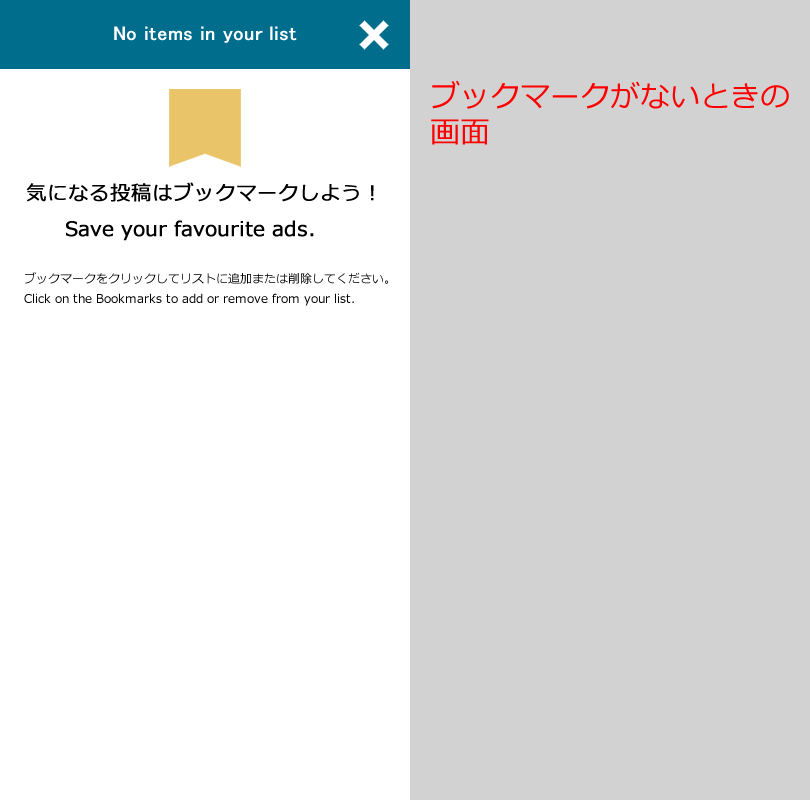 No items in your list
気になる投稿はブックマークしよう！
Save your favourite ads.
ブックマークをクリックしてリストに追加または削除してください。
Click on the Bookmarks to add or remove from your list.
ブックマークがないときの
画面